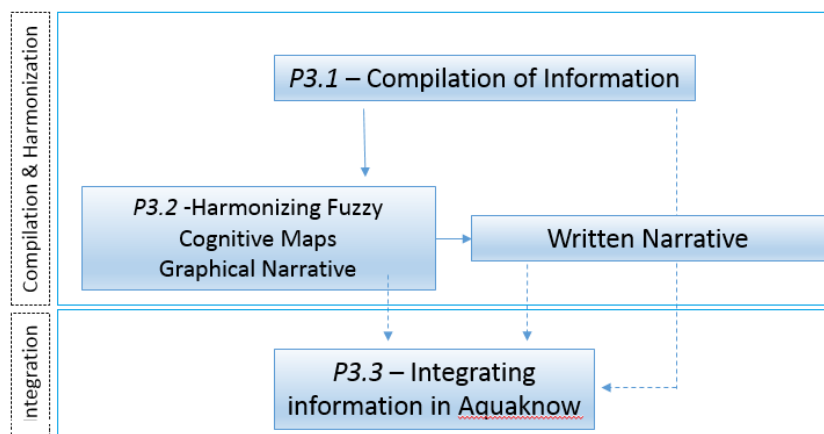 Compilation & Harmonization
P3.1 – Compilation of Information
P3.2 -Harmonizing Fuzzy
Cognitive Maps
Graphical Narrative
Written Narrative
Integration
P3.3 – Integrating
information in Aquaknow